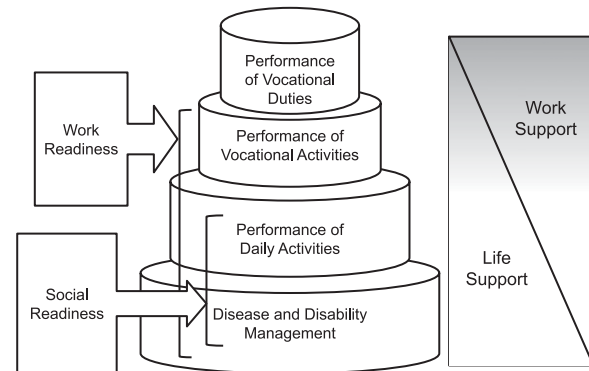 Performance
of Vocational
Duties
Work
Readiness
Performance of
Vocational Activities
Work
Support
Performance of
Daily Activities
Social
Readiness
Disease and Disability
Management
Life
Support